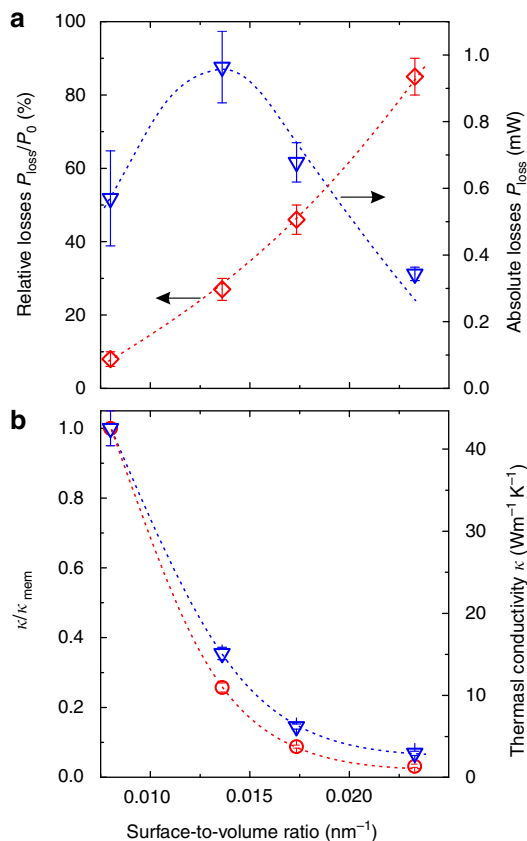 a
Relative losses P_loss/P_0 (%)
100
80
60
40
20
0
1.0
0.8
0.6
0.4
0.2
0.0
Absolute losses P_loss (mW)
b
κ/κ_mem
1.0
0.8
0.6
0.4
0.2
0.0
40
30
20
10
0
Thermasl conductivity κ (Wm⁻¹ K⁻¹)
0.010 0.015 0.020
Surface-to-volume ratio (nm⁻¹)